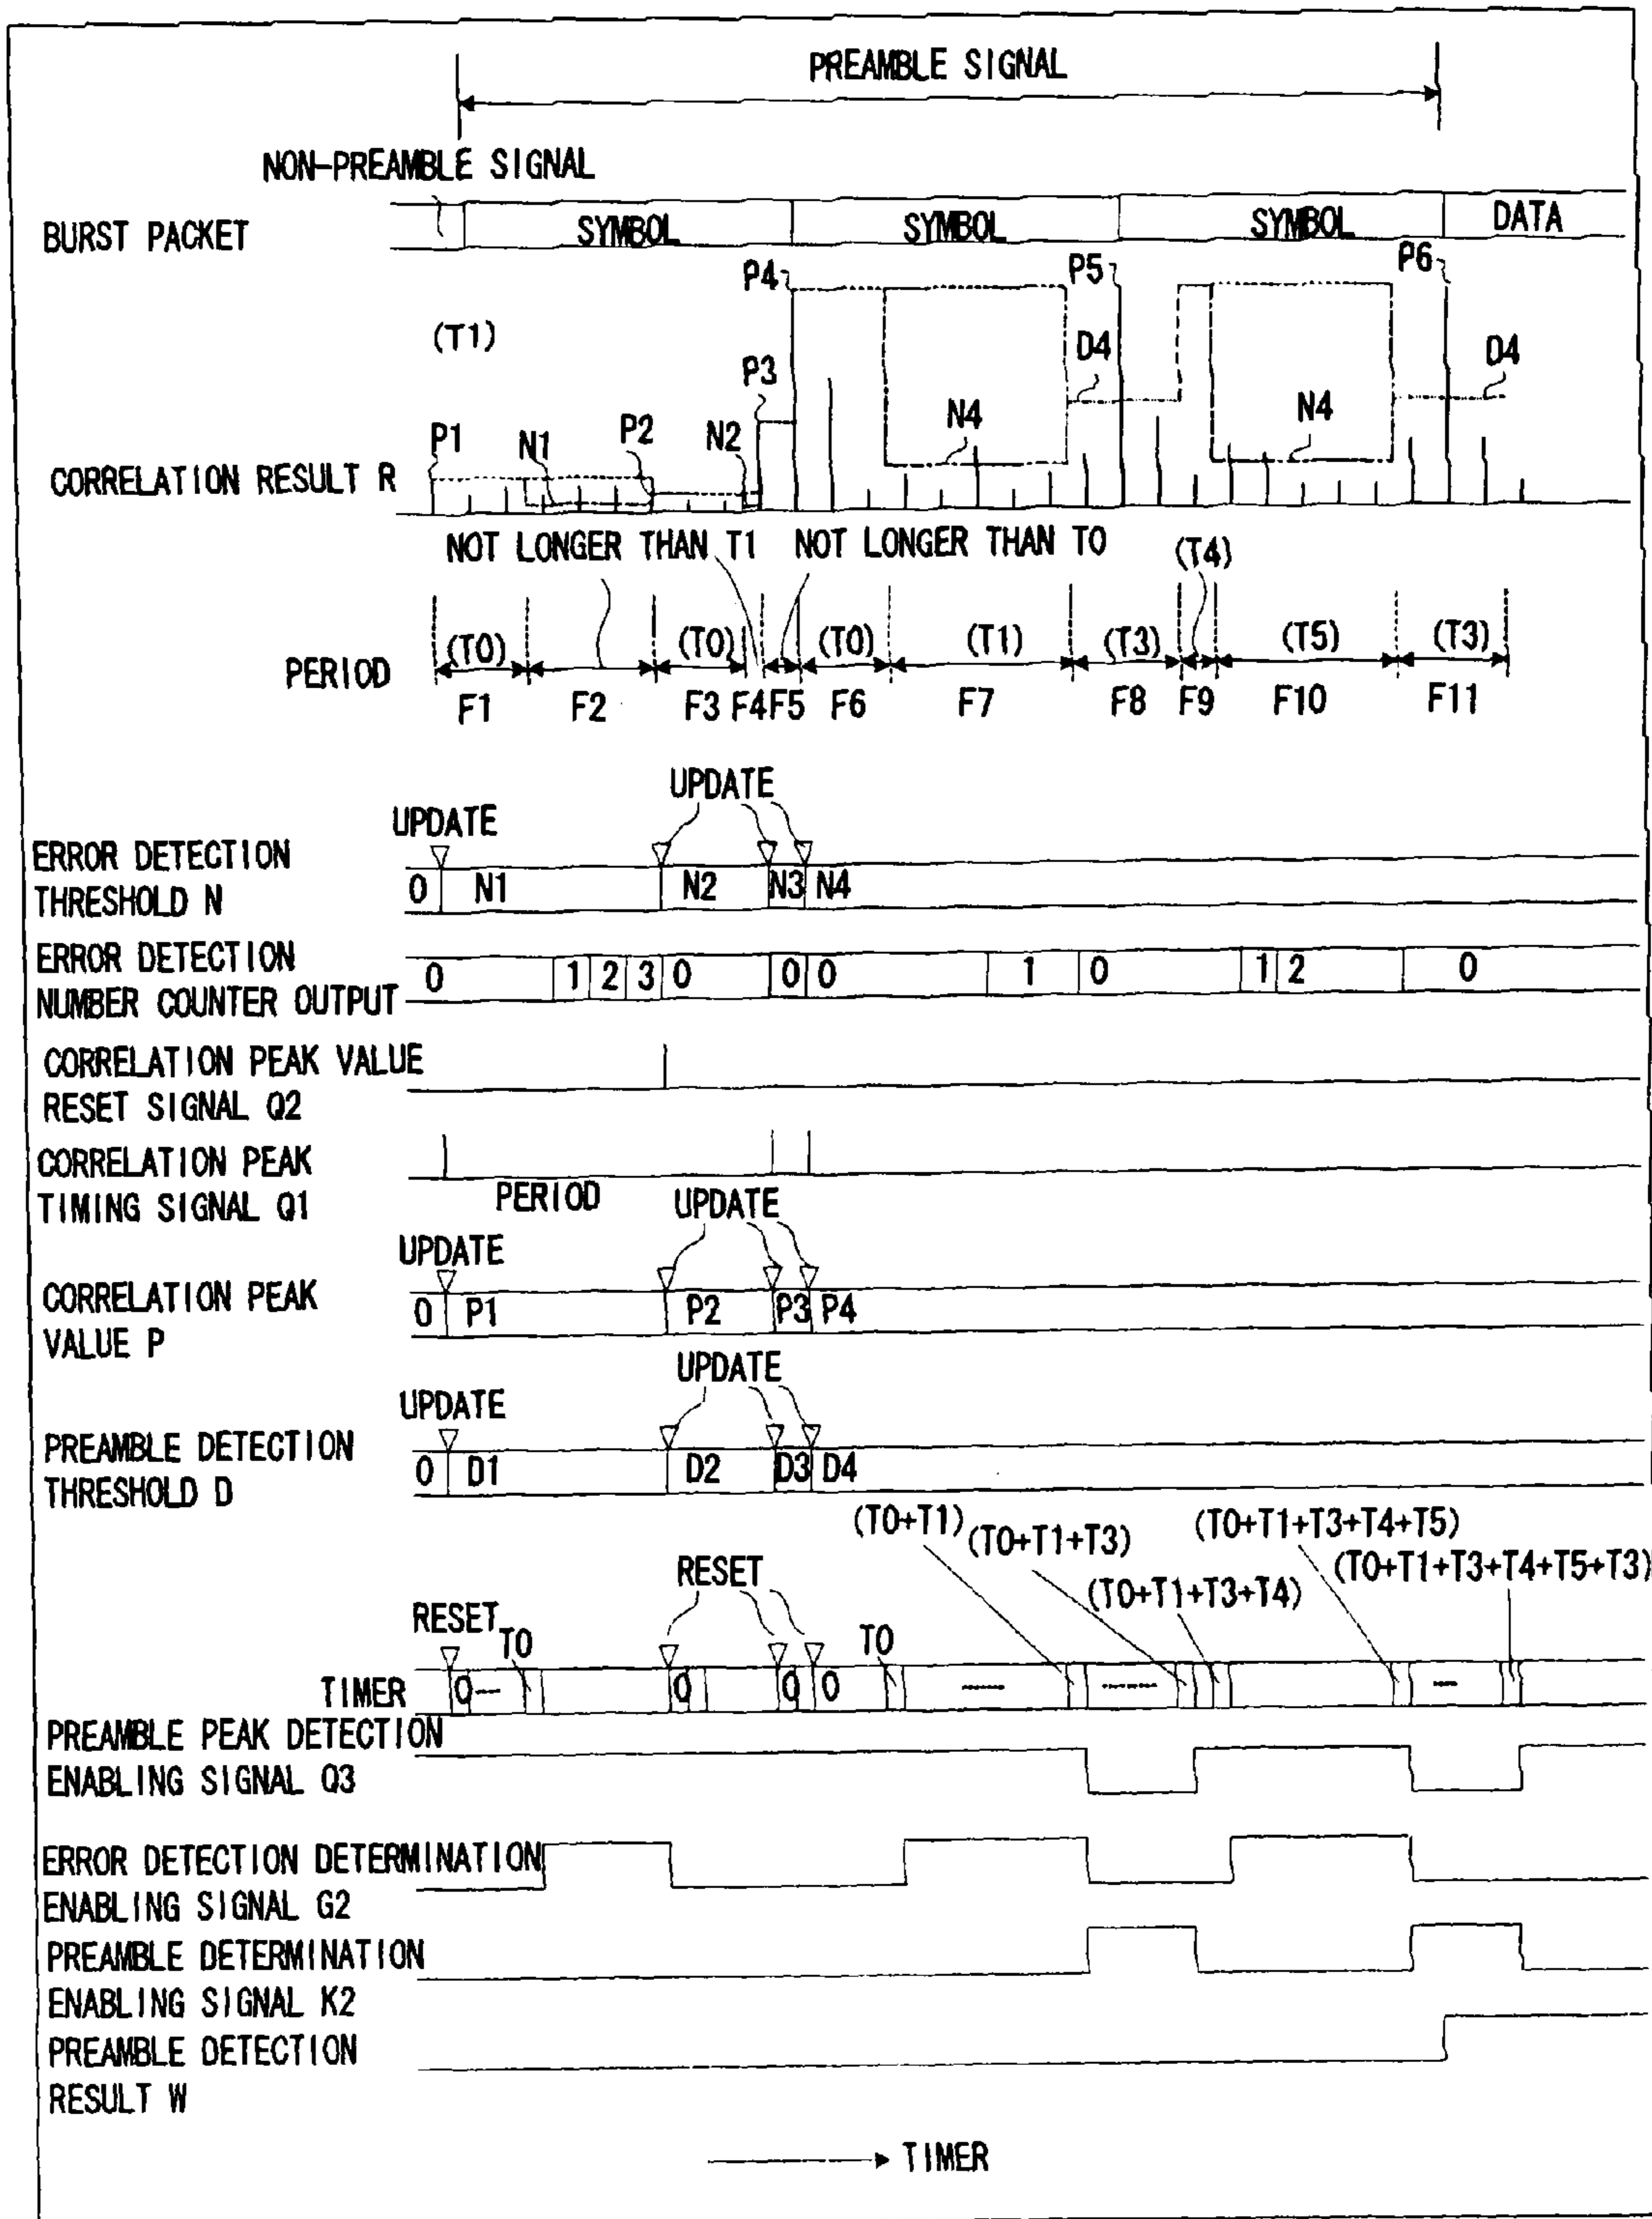 PREAMBLE SIGNAL
NON-PREAMBLE SIGNAL
BURST PACKET SYMBOL SYMBOL SYMBOL DATA
P4 P5 P6
(T1) P3 D4 D4
P1 N1 P2 N2 N4 N4
CORRELATION RESULT R
NOT LONGER THAN T1 NOT LONGER THAN T0 (T4)
PERIOD (T0) (T0) (T0) (T1) (T3) (T5) (T3)
F1 F2 F3 F4 F5 F6 F7 F8 F9 F10 F11
UPDATE
UPDATE
ERROR DETECTION
THRESHOLD N 0 N1 N2 N3 N4
ERROR DETECTION
NUMBER COUNTER OUTPUT 0 1 2 3 0 0 0 1 0 1 2 0
CORRELATION PEAK VALUE
RESET SIGNAL Q2
CORRELATION PEAK
TIMING SIGNAL Q1 PERIOD UPDATE
UPDATE
CORRELATION PEAK
VALUE P 0 P1 P2 P3 P4
UPDATE
UPDATE
PREAMBLE DETECTION
THRESHOLD D 0 D1 D2 D3 D4
(T0+T1) (T0+T1+T3) (T0+T1+T3+T4+T5)
RESET (T0+T1+T3+T4) (T0+T1+T3+T4+T5+T3)
RESET T0 T0
TIMER 0 0 0 0
PREAMBLE PEAK DETECTION
ENABLING SIGNAL Q3
ERROR DETECTION DETERMINATION
ENABLING SIGNAL G2
PREAMBLE DETERMINATION
ENABLING SIGNAL K2
PREAMBLE DETECTION
RESULT W
TIMER